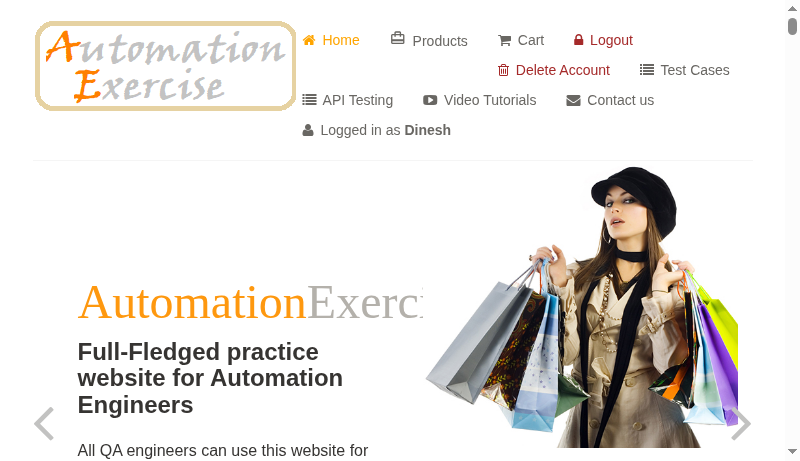 Automation
Exercise
Home
Products
Cart
Logout
Delete Account
Test Cases
API Testing
Video Tutorials
Contact us
Logged in as Dinesh
AutomationExerci
Full-Fledged practice
website for Automation
Engineers
All QA engineers can use this website for